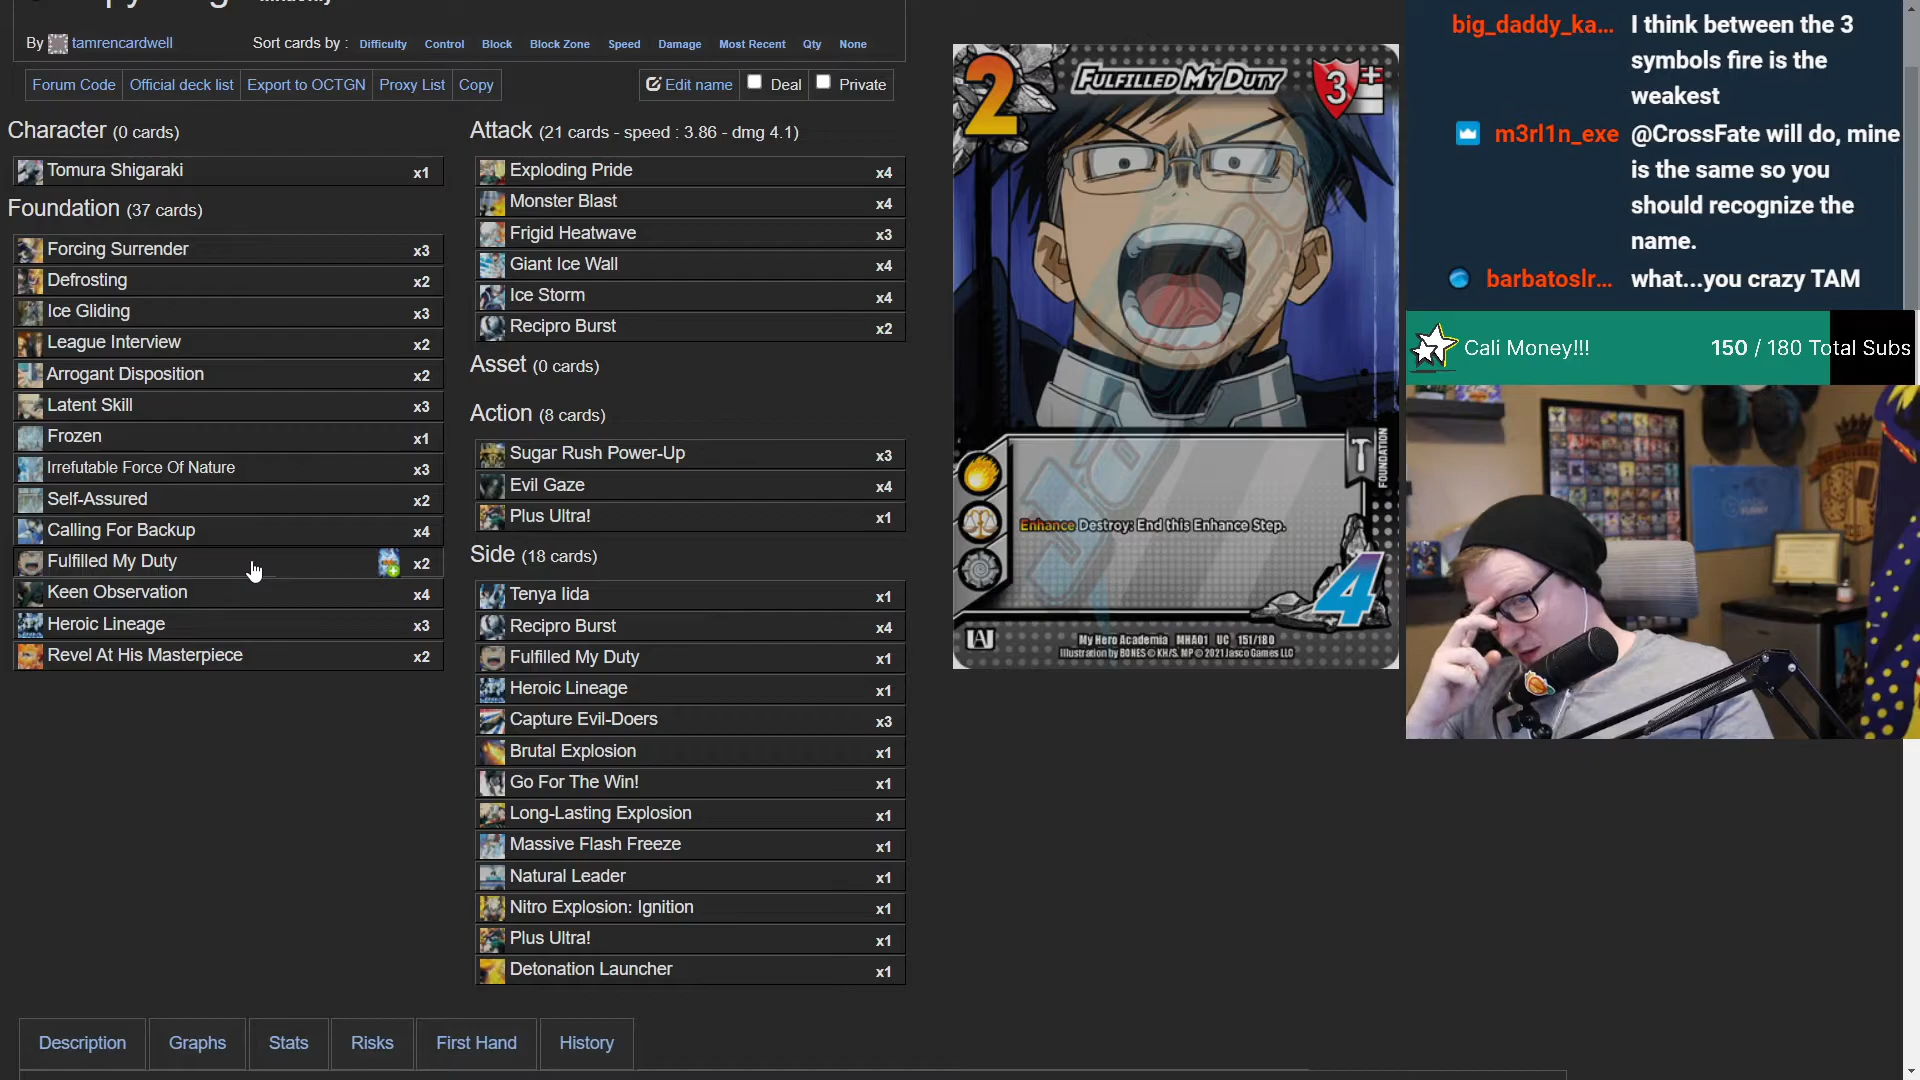 By tamrencardwell
Sort cards by : Difficulty Control Block Block Zone Speed Damage Most Recent Qty None
Forum Code Official deck list Export to OCTGN Proxy List Copy
Edit name Deal Private
Character (0 cards)
Tomura Shigaraki x1
Foundation (37 cards)
Forcing Surrender x3
Defrosting x2
Ice Gliding x3
League Interview x2
Arrogant Disposition x2
Latent Skill x3
Frozen x1
Irrefutable Force Of Nature x3
Self-Assured x2
Calling For Backup x4
Fulfilled My Duty x2
Keen Observation x4
Heroic Lineage x3
Revel At His Masterpiece x2
Attack (21 cards - speed : 3.86 - dmg 4.1)
Exploding Pride x4
Monster Blast x4
Frigid Heatwave x3
Giant Ice Wall x4
Ice Storm x4
Recipro Burst x2
Asset (0 cards)
Action (8 cards)
Sugar Rush Power-Up x3
Evil Gaze x4
Plus Ultra! x1
Side (18 cards)
Tenya Iida x1
Recipro Burst x4
Fulfilled My Duty x1
Heroic Lineage x1
Capture Evil-Doers x3
Brutal Explosion x1
Go For The Win! x1
Long-Lasting Explosion x1
Massive Flash Freeze x1
Natural Leader x1
Nitro Explosion: Ignition x1
Plus Ultra! x1
Detonation Launcher x1
Description Graphs Stats Risks First Hand History
2 FULFILLED MY DUTY 3+
FOUNDATION
Enhance Destroy: End this Enhance Step.
4
My Hero Academia MHA01 UC 151/180
Illustration by BONES © KH/S, MP © 2021 Jasco Games LLC
big_daddy_ka... I think between the 3
symbols fire is the
weakest
m3rl1n_exe @CrossFate will do, mine
is the same so you
should recognize the
name.
barbatoslr... what...you crazy TAM
Cali Money!!! 150 / 180 Total Subs